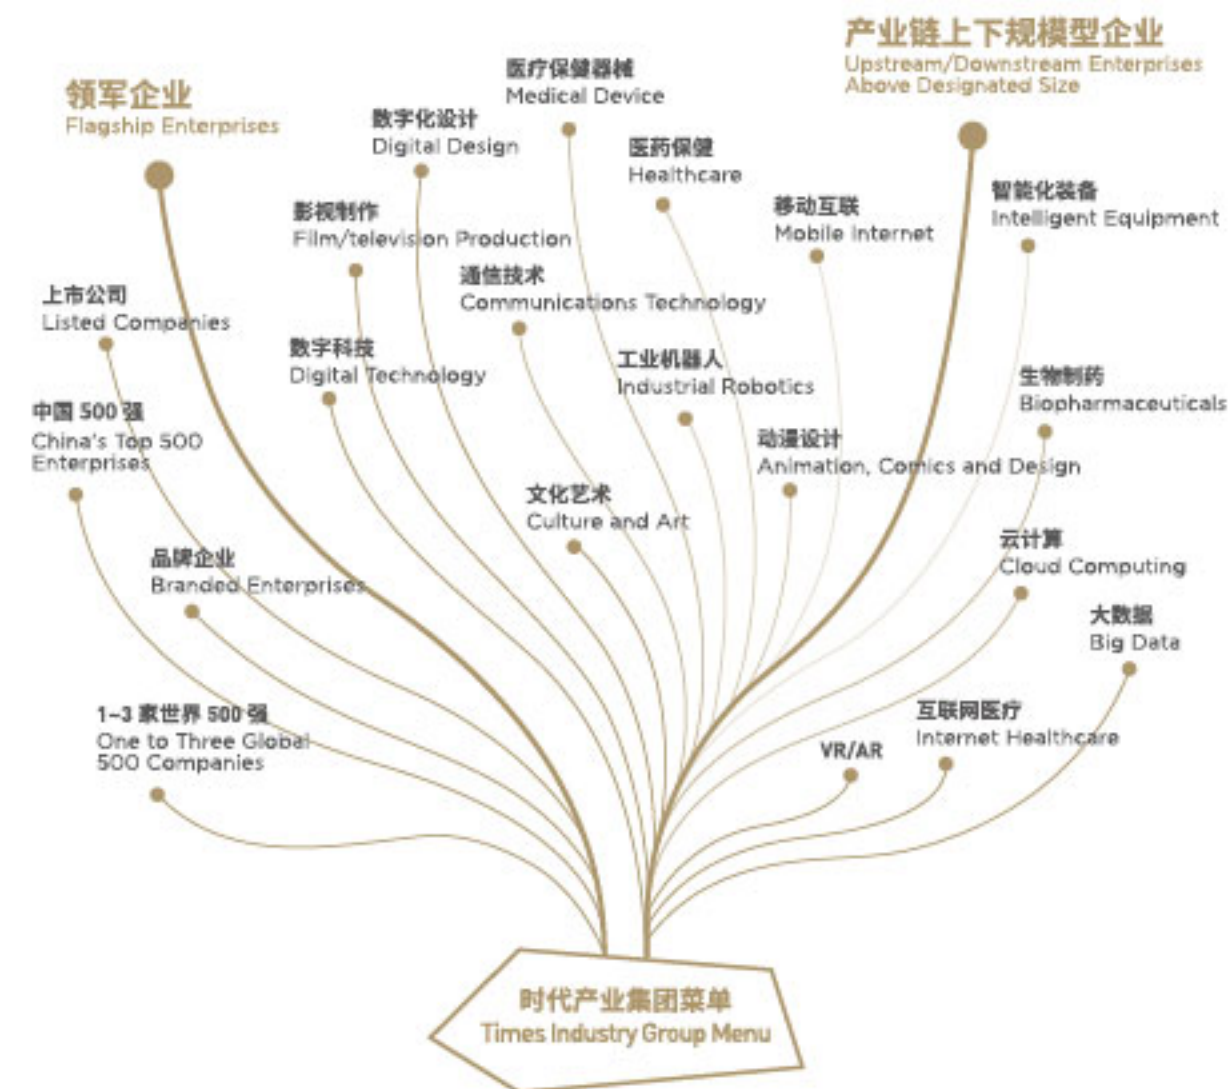 领军企业
Flagship Enterprises
产业链上下规模型企业
Upstream/Downstream Enterprises
Above Designated Size
医疗保健器械
Medical Device
数字化设计
Digital Design
医药保健
Healthcare
影视制作
Film/television Production
移动互联
Mobile Internet
智能化装备
Intelligent Equipment
上市公司
Listed Companies
通信技术
Communications Technology
数字科技
Digital Technology
工业机器人
Industrial Robotics
生物制药
Biopharmaceuticals
中国 500 强
China's Top 500
Enterprises
动漫设计
Animation, Comics and Design
文化艺术
Culture and Art
品牌企业
Branded Enterprises
云计算
Cloud Computing
大数据
Big Data
1~3 家世界 500 强
One to Three Global
500 Companies
VR/AR
互联网医疗
Internet Healthcare
时代产业集团菜单
Times Industry Group Menu